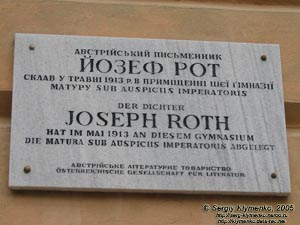 АВСТРІЙСЬКИЙ ПИСЬМЕННИК
ЙОЗЕФ РОТ
СКЛАВ У ТРАВНІ 1913 Р. В ПРИМІЩЕННІ ЦІЄЇ ГІМНАЗІЇ
МАТУРУ SUB AUSPICIIS IMPERATORIS
DER DICHTER
JOSEPH ROTH
HAT IM MAI 1913 AN DIESEM GYMNASIUM
DIE MATURA SUB AUSPICIIS IMPERATORIS ABGELEGT
АВСТРІЙСЬКЕ ЛІТЕРАТУРНЕ ТОВАРИСТВО
ÖSTERREICHISCHE GESELLSCHAFT FÜR LITERATUR
© Sergiy Klymenko, 2005